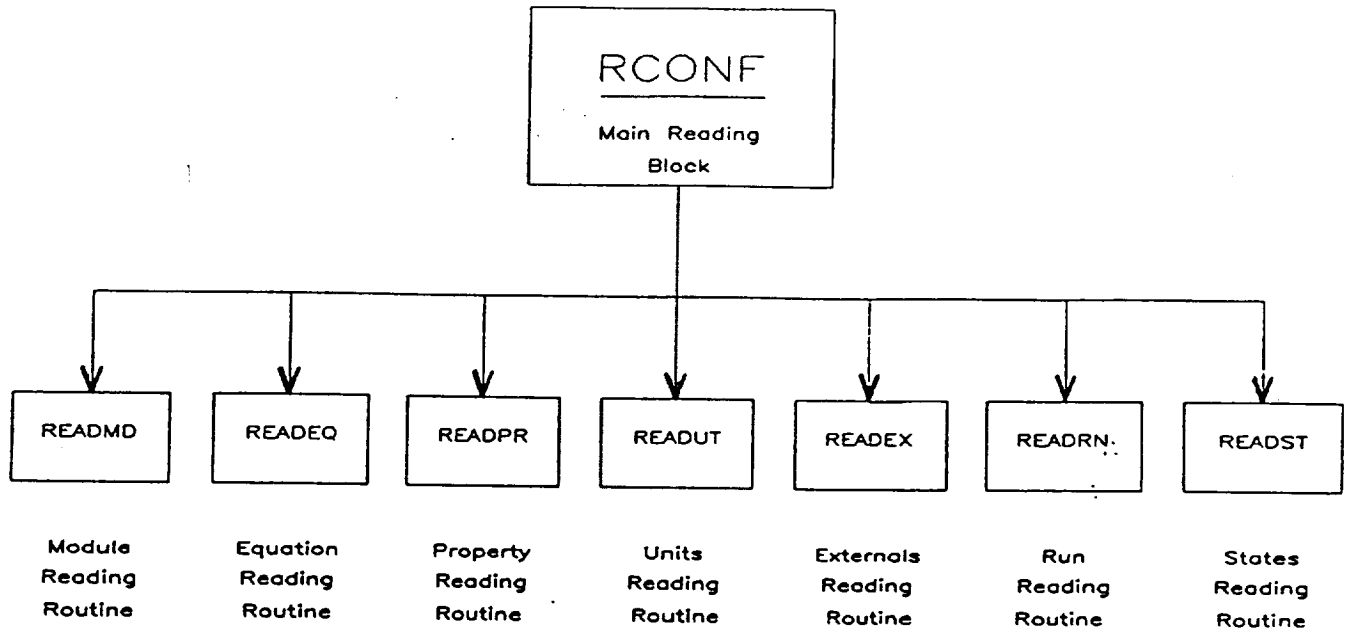 RCONF
Main Reading
Block
READMD
READEQ
READPR
READUT
READEX
READRN
READST
Module
Reading
Routine
Equation
Reading
Routine
Property
Reading
Routine
Units
Reading
Routine
Externals
Reading
Routine
Run
Reading
Routine
States
Reading
Routine